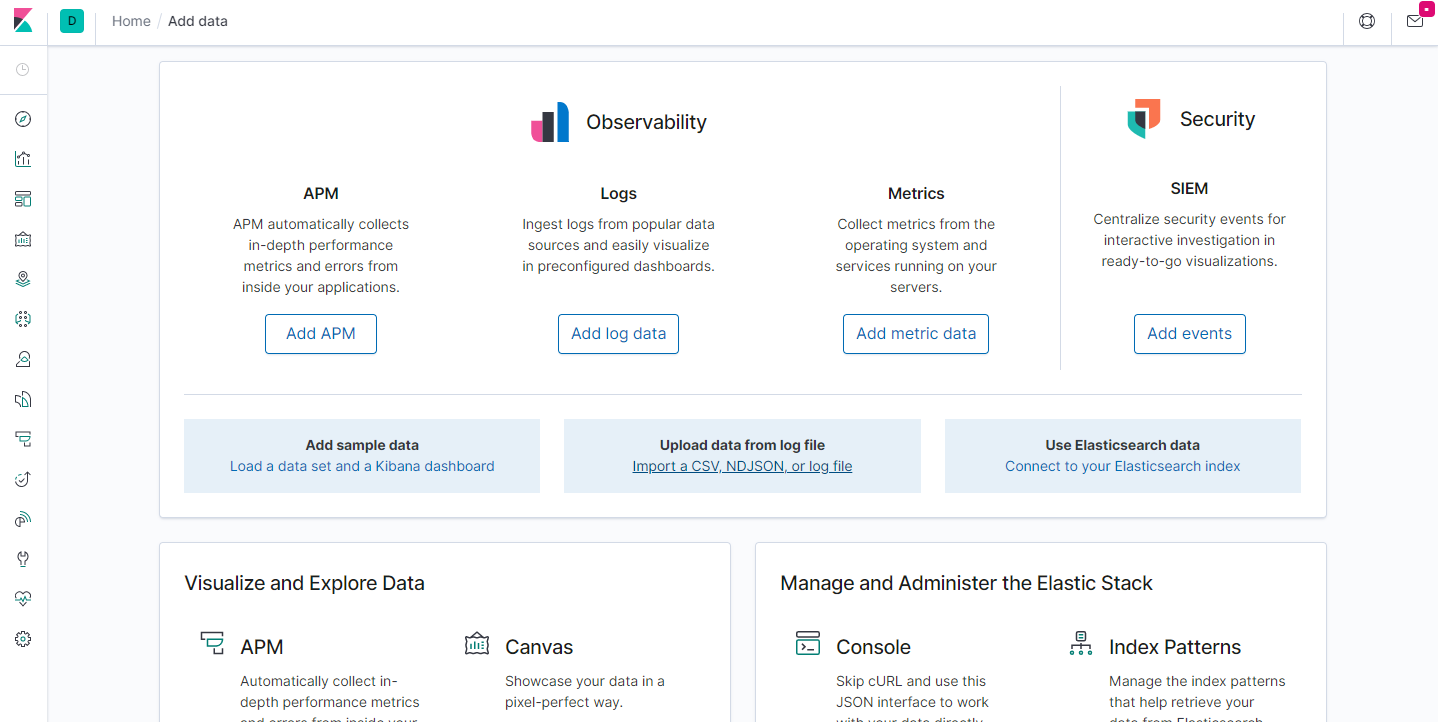 D
Home / Add data
Observability
Security
APM
APM automatically collects
in-depth performance
metrics and errors from
inside your applications.
Add APM
Logs
Ingest logs from popular data
sources and easily visualize
in preconfigured dashboards.
Add log data
Metrics
Collect metrics from the
operating system and
services running on your
servers.
Add metric data
SIEM
Centralize security events for
interactive investigation in
ready-to-go visualizations.
Add events
Add sample data
Load a data set and a Kibana dashboard
Upload data from log file
Import a CSV, NDJSON, or log file
Use Elasticsearch data
Connect to your Elasticsearch index
Visualize and Explore Data
APM
Automatically collect in-
depth performance metrics
and errors from inside your
Canvas
Showcase your data in a
pixel-perfect way.
Manage and Administer the Elastic Stack
Console
Skip cURL and use this
JSON interface to work
with your data directly.
Index Patterns
Manage the index patterns
that help retrieve your
data from Elasticsearch.